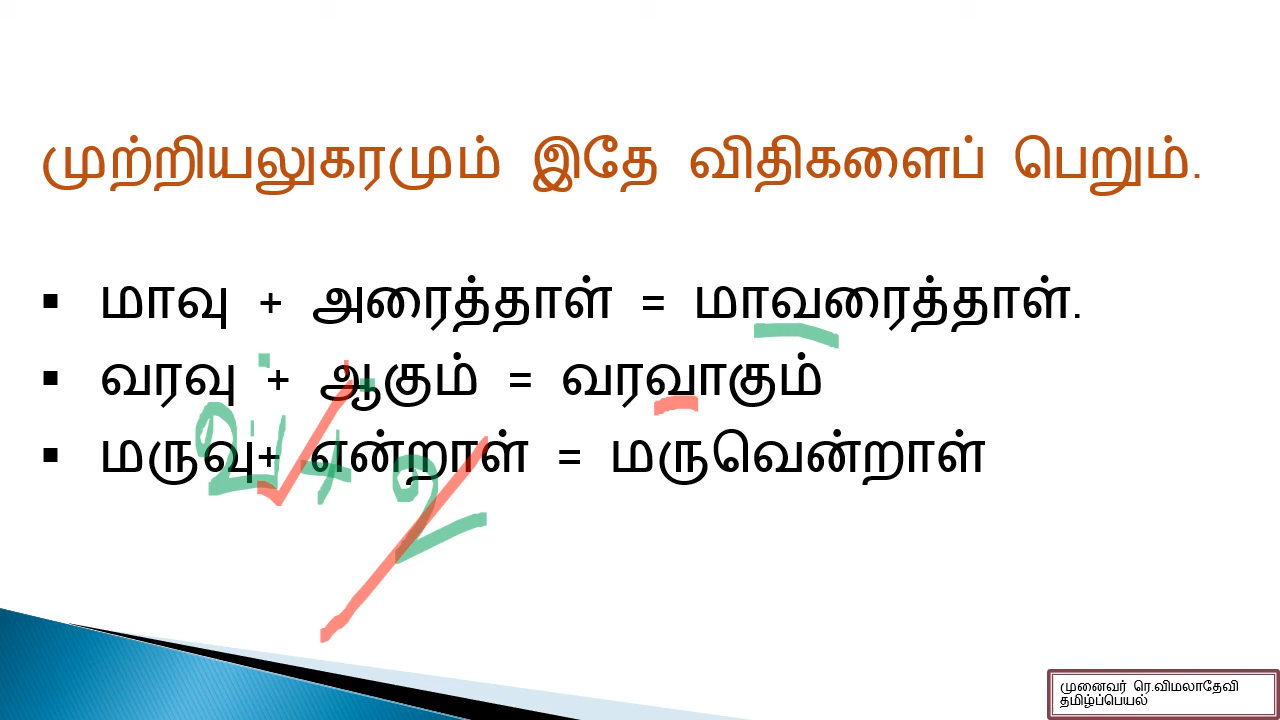 முற்றியலுகரமும் இதே விதிகளைப் பெறும்.
▪ மாவு + அரைத்தாள் = மாவரைத்தாள்.
▪ வரவு + ஆகும் = வரவாகும்
▪ மருவு+ என்றாள் = மருவென்றாள்
வ் + உ
முனைவர் ரெ.விமலாதேவி
தமிழ்ப்பெயல்